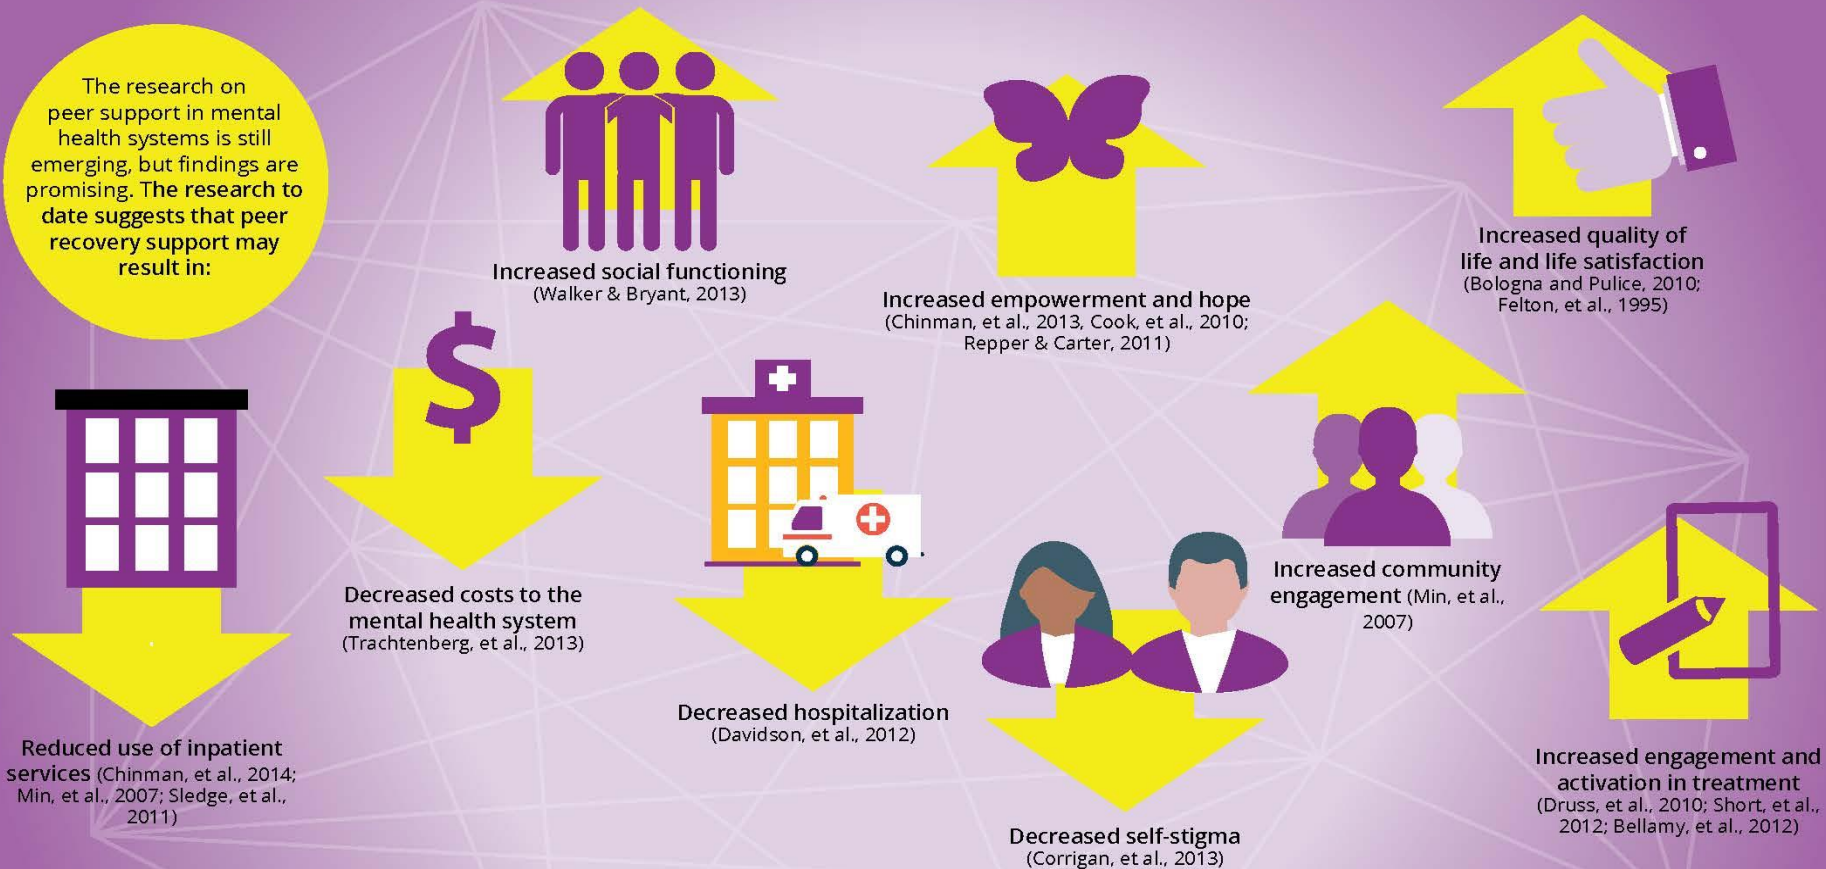 The research on
peer support in mental
health systems is still
emerging, but findings are
promising. The research to
date suggests that peer
recovery support may
result in:
Increased social functioning
(Walker & Bryant, 2013)
Increased empowerment and hope
(Chinman, et al., 2013, Cook, et al., 2010;
Repper & Carter, 2011)
Increased quality of
life and life satisfaction
(Bologna and Pulice, 2010;
Felton, et al., 1995)
$
Reduced use of inpatient
services (Chinman, et al., 2014;
Min, et al., 2007; Sledge, et al.,
2011)
Decreased costs to the
mental health system
(Trachtenberg, et al., 2013)
Decreased hospitalization
(Davidson, et al., 2012)
Decreased self-stigma
(Corrigan, et al., 2013)
Increased community
engagement (Min, et al.,
2007)
Increased engagement and
activation in treatment
(Druss, et al., 2010; Short, et al.,
2012; Bellamy, et al., 2012)